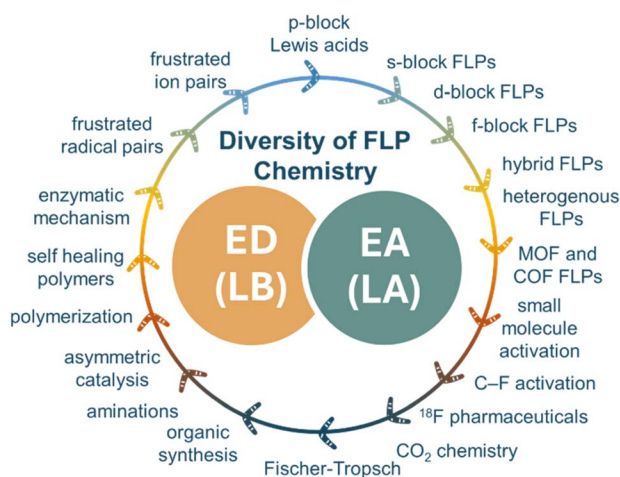 p-block
Lewis acids
s-block FLPs
d-block FLPs
f-block FLPs
hybrid FLPs
heterogenous
FLPs
MOF and
COF FLPs
small
molecule
activation
C–F activation
¹⁸F pharmaceuticals
CO₂ chemistry
Fischer-Tropsch
organic
synthesis
aminations
asymmetric
catalysis
polymerization
self healing
polymers
enzymatic
mechanism
frustrated
radical pairs
frustrated
ion pairs
Diversity of FLP
Chemistry
ED
(LB)
EA
(LA)